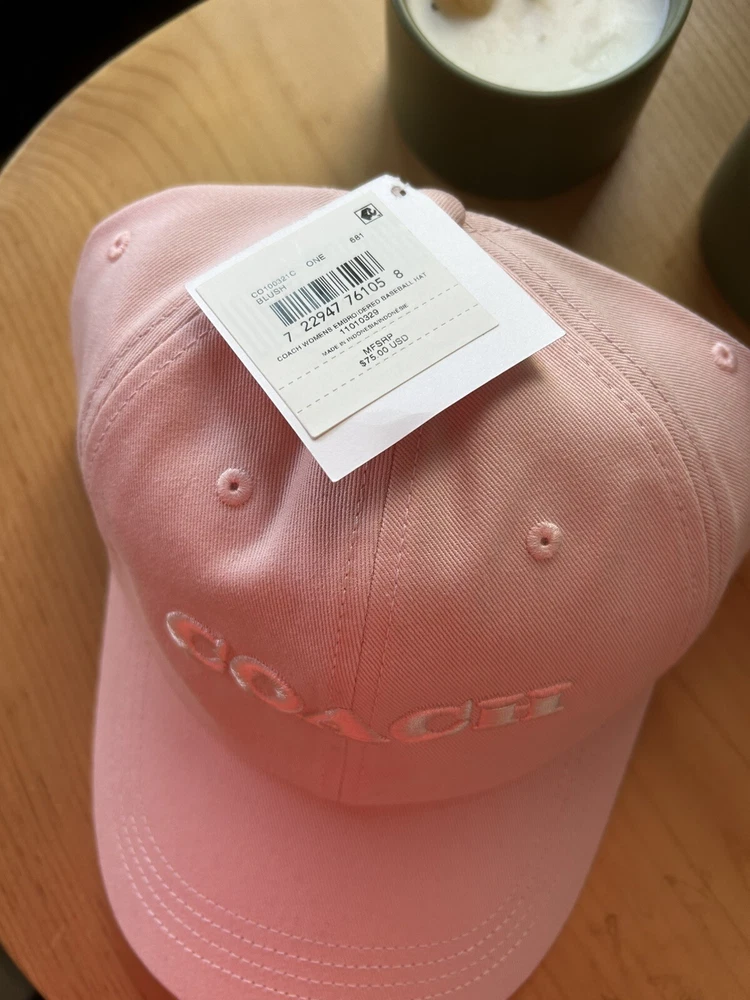 CO100321C ONE 681
BLUSH
7 22947 76105 8
COACH WOMENS EMBROIDERED BASEBALL HAT
11010329
MADE IN INDONESIA/INDONÉSIE
MFSRP
$75.00 USD
COACH